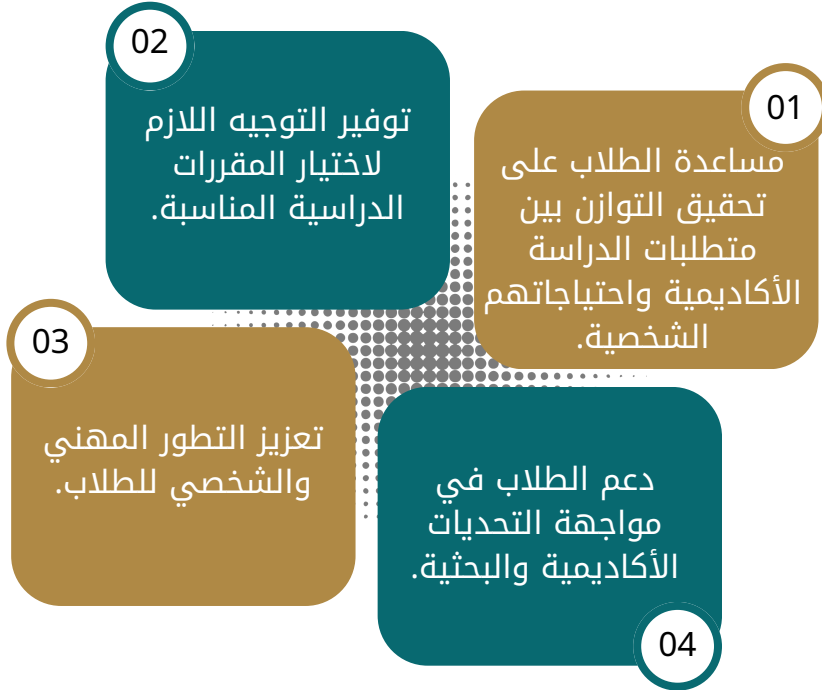 01
مساعدة الطلاب على
تحقيق التوازن بين
متطلبات الدراسة
الأكاديمية واحتياجاتهم
الشخصية.
02
توفير التوجيه اللازم
لاختيار المقررات
الدراسية المناسبة.
03
تعزيز التطور المهني
والشخصي للطلاب.
04
دعم الطلاب في
مواجهة التحديات
الأكاديمية والبحثية.